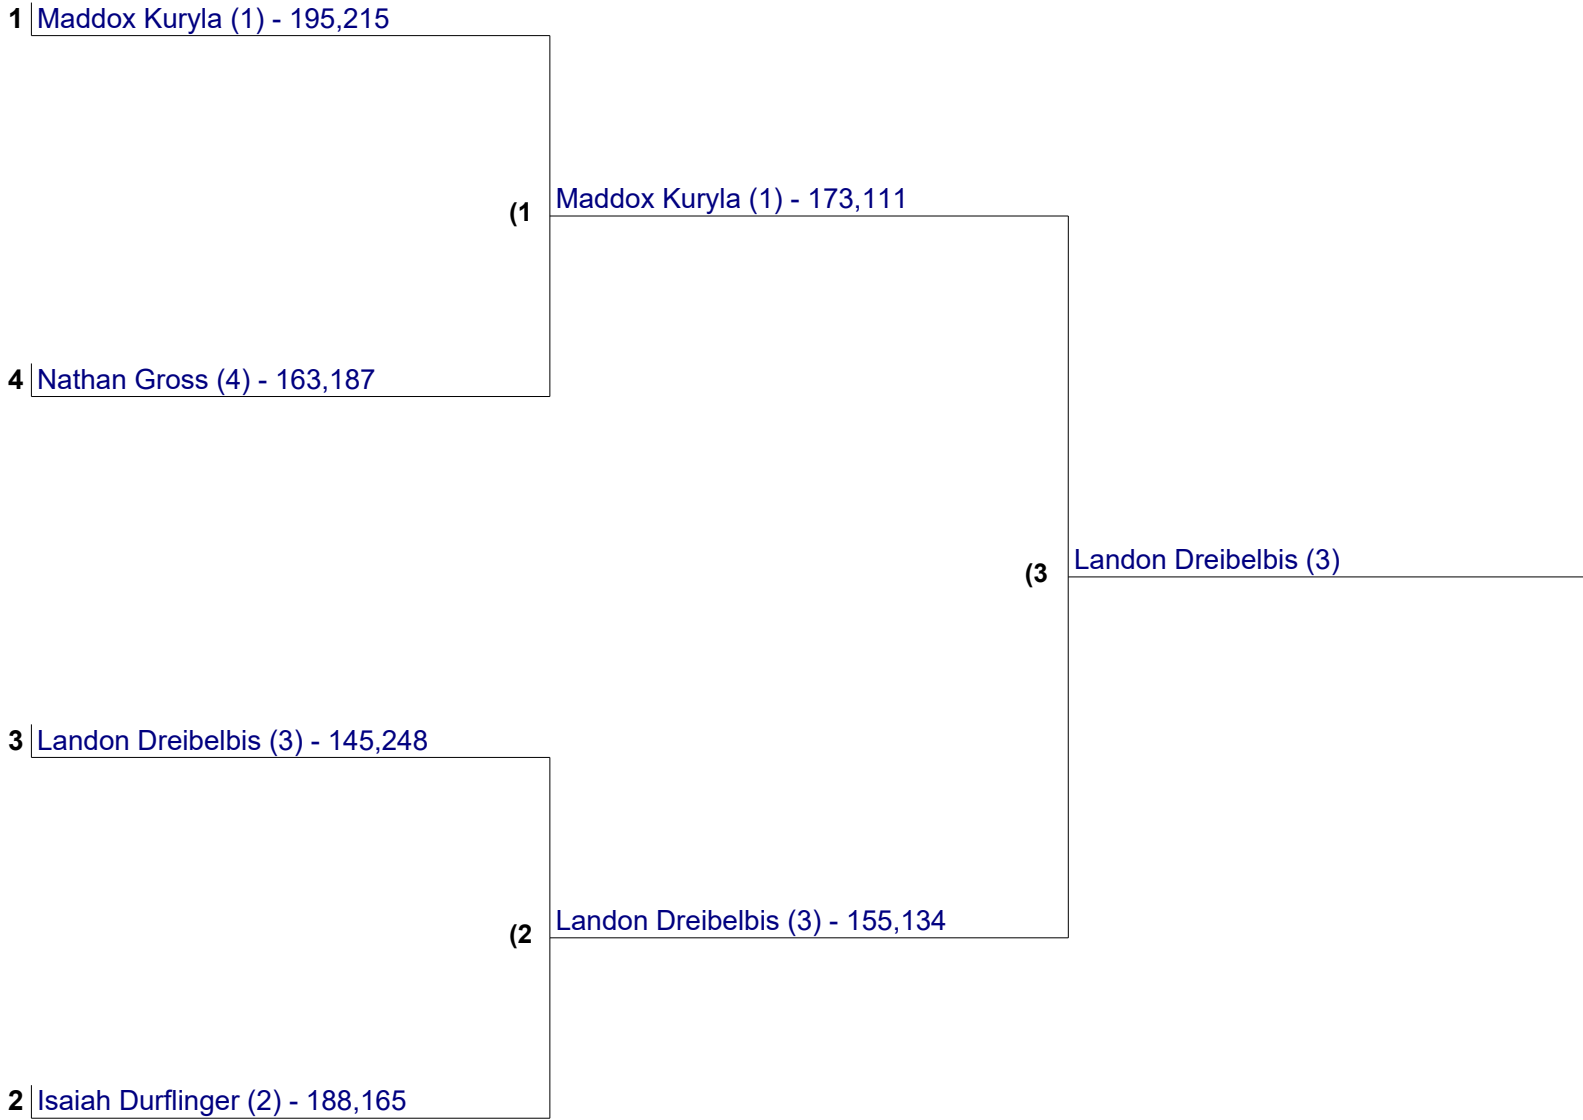 1 Maddox Kuryla (1) - 195,215
(1 Maddox Kuryla (1) - 173,111
4 Nathan Gross (4) - 163,187
(3 Landon Dreibelbis (3)
3 Landon Dreibelbis (3) - 145,248
(2 Landon Dreibelbis (3) - 155,134
2 Isaiah Durflinger (2) - 188,165